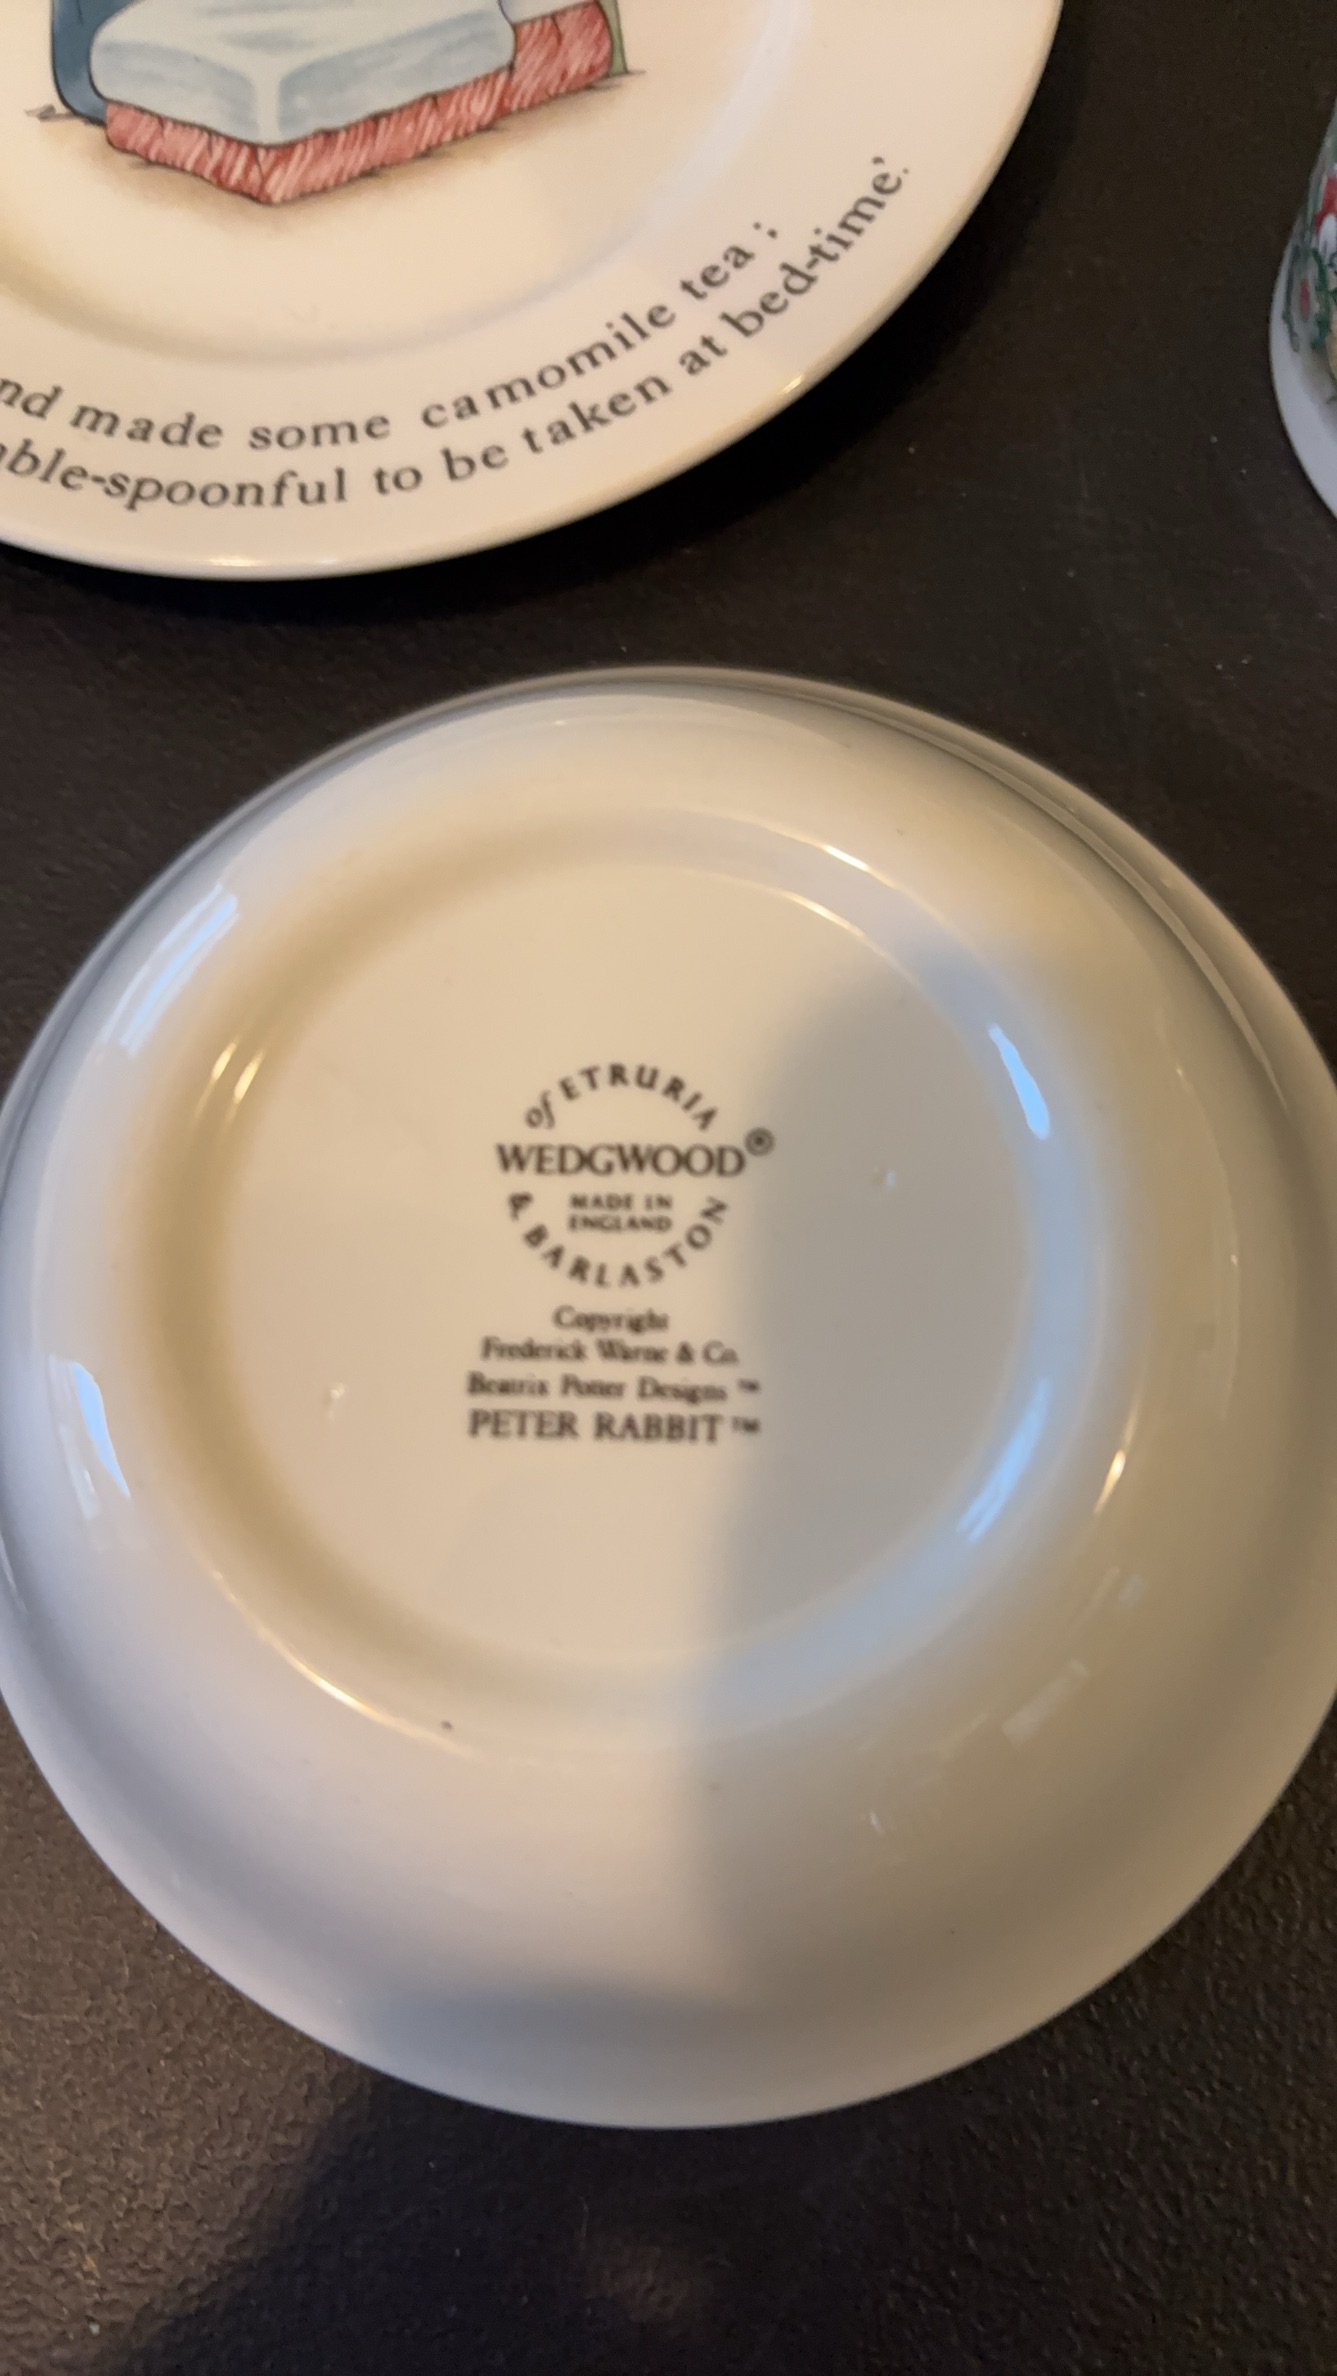 nd made some camomile tea ;
ble-spoonful to be taken at bed-time.'
of ETRURIA
WEDGWOOD®
MADE IN
ENGLAND
& BARLASTON
Copyright
Frederick Warne & Co.
Beatrix Potter Designs ™
PETER RABBIT ™